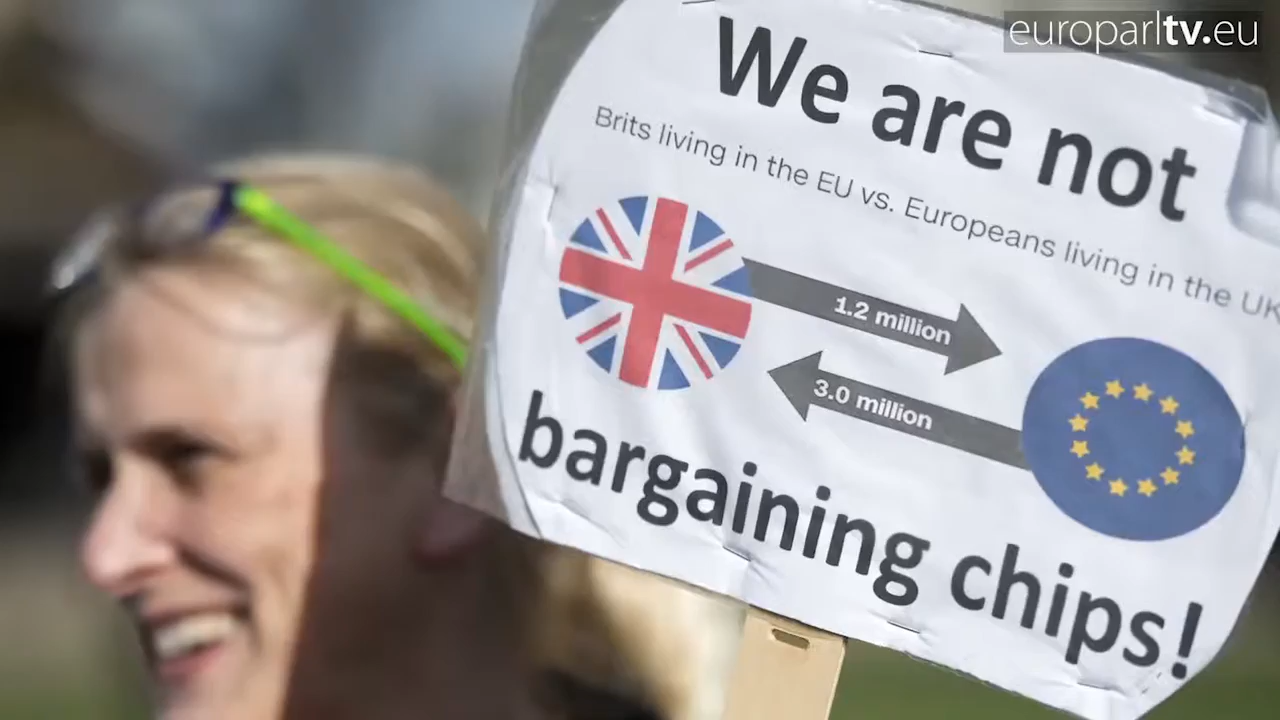 europarltv.eu
We are not
Brits living in the EU vs. Europeans living in the UK
1.2 million
3.0 million
bargaining chips!